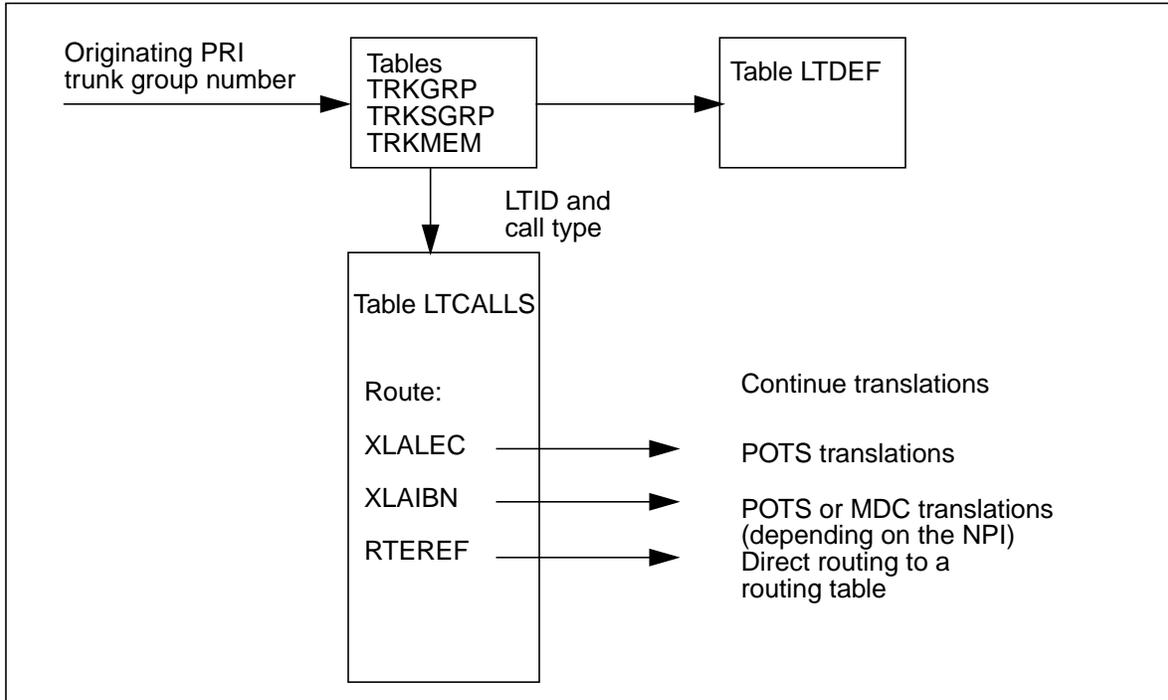 Originating PRI
trunk group number
Tables
TRKGRP
TRKSGRP
TRKMEM
Table LTDEF
LTID and
call type
Table LTCALLS
Route:
Continue translations
XLALEC
POTS translations
XLAIBN
POTS or MDC translations
(depending on the NPI)
RTEREF
Direct routing to a
routing table